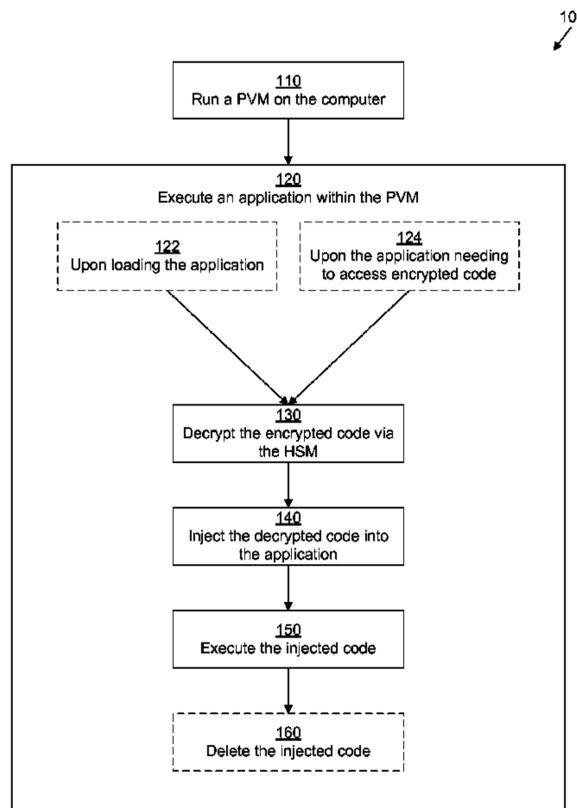 10
110
Run a PVM on the computer
120
Execute an application within the PVM
122
Upon loading the application
124
Upon the application needing
to access encrypted code
130
Decrypt the encrypted code via
the HSM
140
Inject the decrypted code into
the application
150
Execute the injected code
160
Delete the injected code